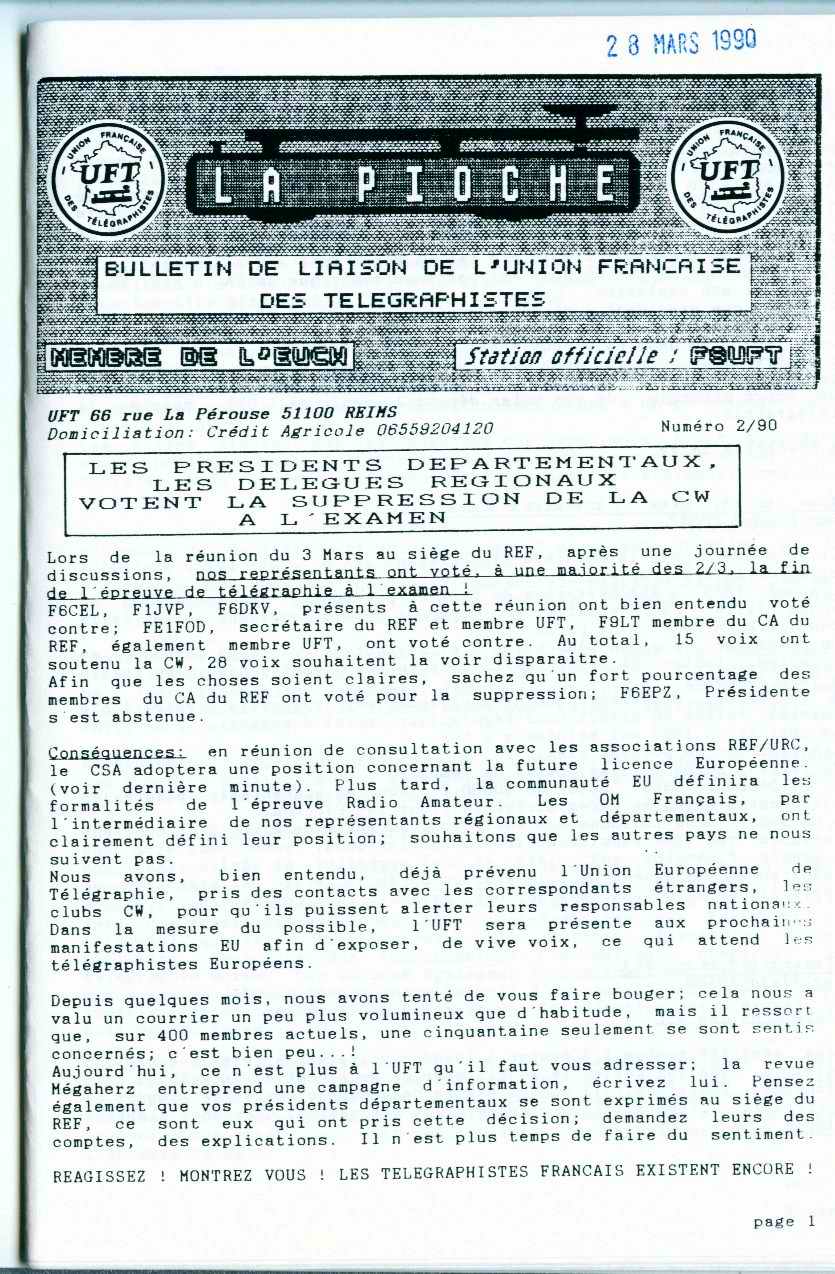 28 MARS 1990
UNION FRANÇAISE
UFT
DES TÉLÉGRAPHISTES
LA PIOCHE
UNION FRANÇAISE
UFT
DES TÉLÉGRAPHISTES
BULLETIN DE LIAISON DE L'UNION FRANCAISE
DES TELEGRAPHISTES
MEMBRE DE L'EUCW
Station officielle : F8UFT
UFT 66 rue La Pérouse 51100 REIMS
Domiciliation: Crédit Agricole 06559204120
Numéro 2/90
LES PRESIDENTS DEPARTEMENTAUX,
LES DELEGUES REGIONAUX
VOTENT LA SUPPRESSION DE LA CW
A L'EXAMEN
Lors de la réunion du 3 Mars au siège du REF, après une journée de
discussions, nos représentants ont voté, à une majorité des 2/3, la fin
de l'épreuve de télégraphie à l'examen !
F6CEL, F1JVP, F6DKV, présents à cette réunion ont bien entendu voté
contre; FE1FOD, secrétaire du REF et membre UFT, F9LT membre du CA du
REF, également membre UFT, ont voté contre. Au total, 15 voix ont
soutenu la CW, 28 voix souhaitent la voir disparaitre.
Afin que les choses soient claires, sachez qu'un fort pourcentage des
membres du CA du REF ont voté pour la suppression; F6EPZ, Présidente
s'est abstenue.
Conséquences: en réunion de consultation avec les associations REF/URC,
le CSA adoptera une position concernant la future licence Européenne.
(voir dernière minute). Plus tard, la communauté EU définira les
formalités de l'épreuve Radio Amateur. Les OM Français, par
l'intermédiaire de nos représentants régionaux et départementaux, ont
clairement défini leur position; souhaitons que les autres pays ne nous
suivent pas.
Nous avons, bien entendu, déjà prévenu l'Union Européenne de
Télégraphie, pris des contacts avec les correspondants étrangers, les
clubs CW, pour qu'ils puissent alerter leurs responsables nationaux.
Dans la mesure du possible, l'UFT sera présente aux prochaines
manifestations EU afin d'exposer, de vive voix, ce qui attend les
télégraphistes Européens.
Depuis quelques mois, nous avons tenté de vous faire bouger; cela nous a
valu un courrier un peu plus volumineux que d'habitude, mais il ressort
que, sur 400 membres actuels, une cinquantaine seulement se sont sentis
concernés; c'est bien peu...!
Aujourd'hui, ce n'est plus à l'UFT qu'il faut vous adresser; la revue
Mégaherz entreprend une campagne d'information, écrivez lui. Pensez
également que vos présidents départementaux se sont exprimés au siège du
REF, ce sont eux qui ont pris cette décision; demandez leurs des
comptes, des explications. Il n'est plus temps de faire du sentiment.
REAGISSEZ ! MONTREZ VOUS ! LES TELEGRAPHISTES FRANCAIS EXISTENT ENCORE !
page 1